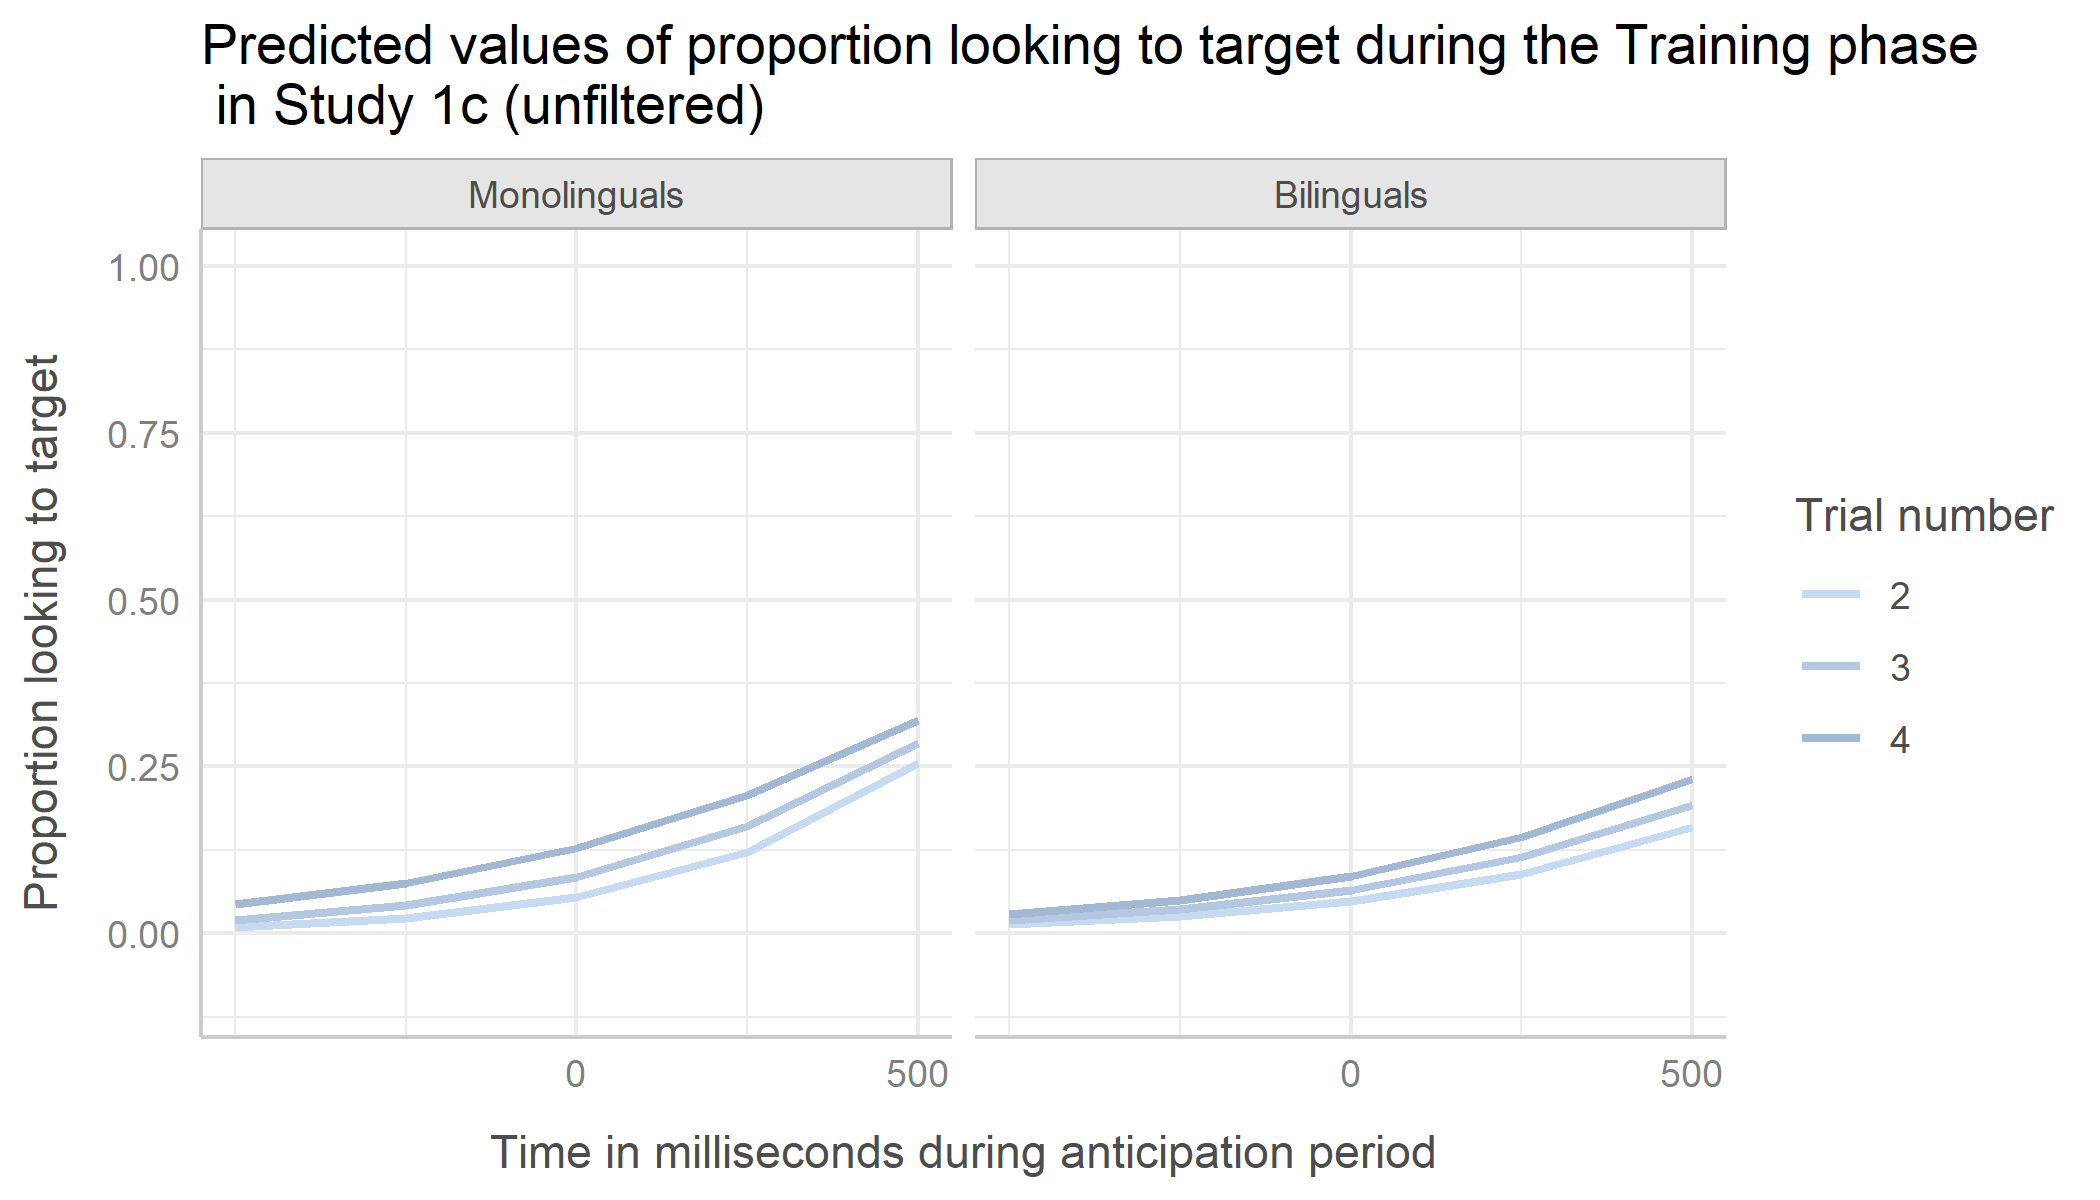 Predicted values of proportion looking to target during the Training phase
in Study 1c (unfiltered)
Monolinguals
Bilinguals
1.00
0.75
0.50
0.25
0.00
Proportion looking to target
0
500
0
500
Time in milliseconds during anticipation period
Trial number
2
3
4